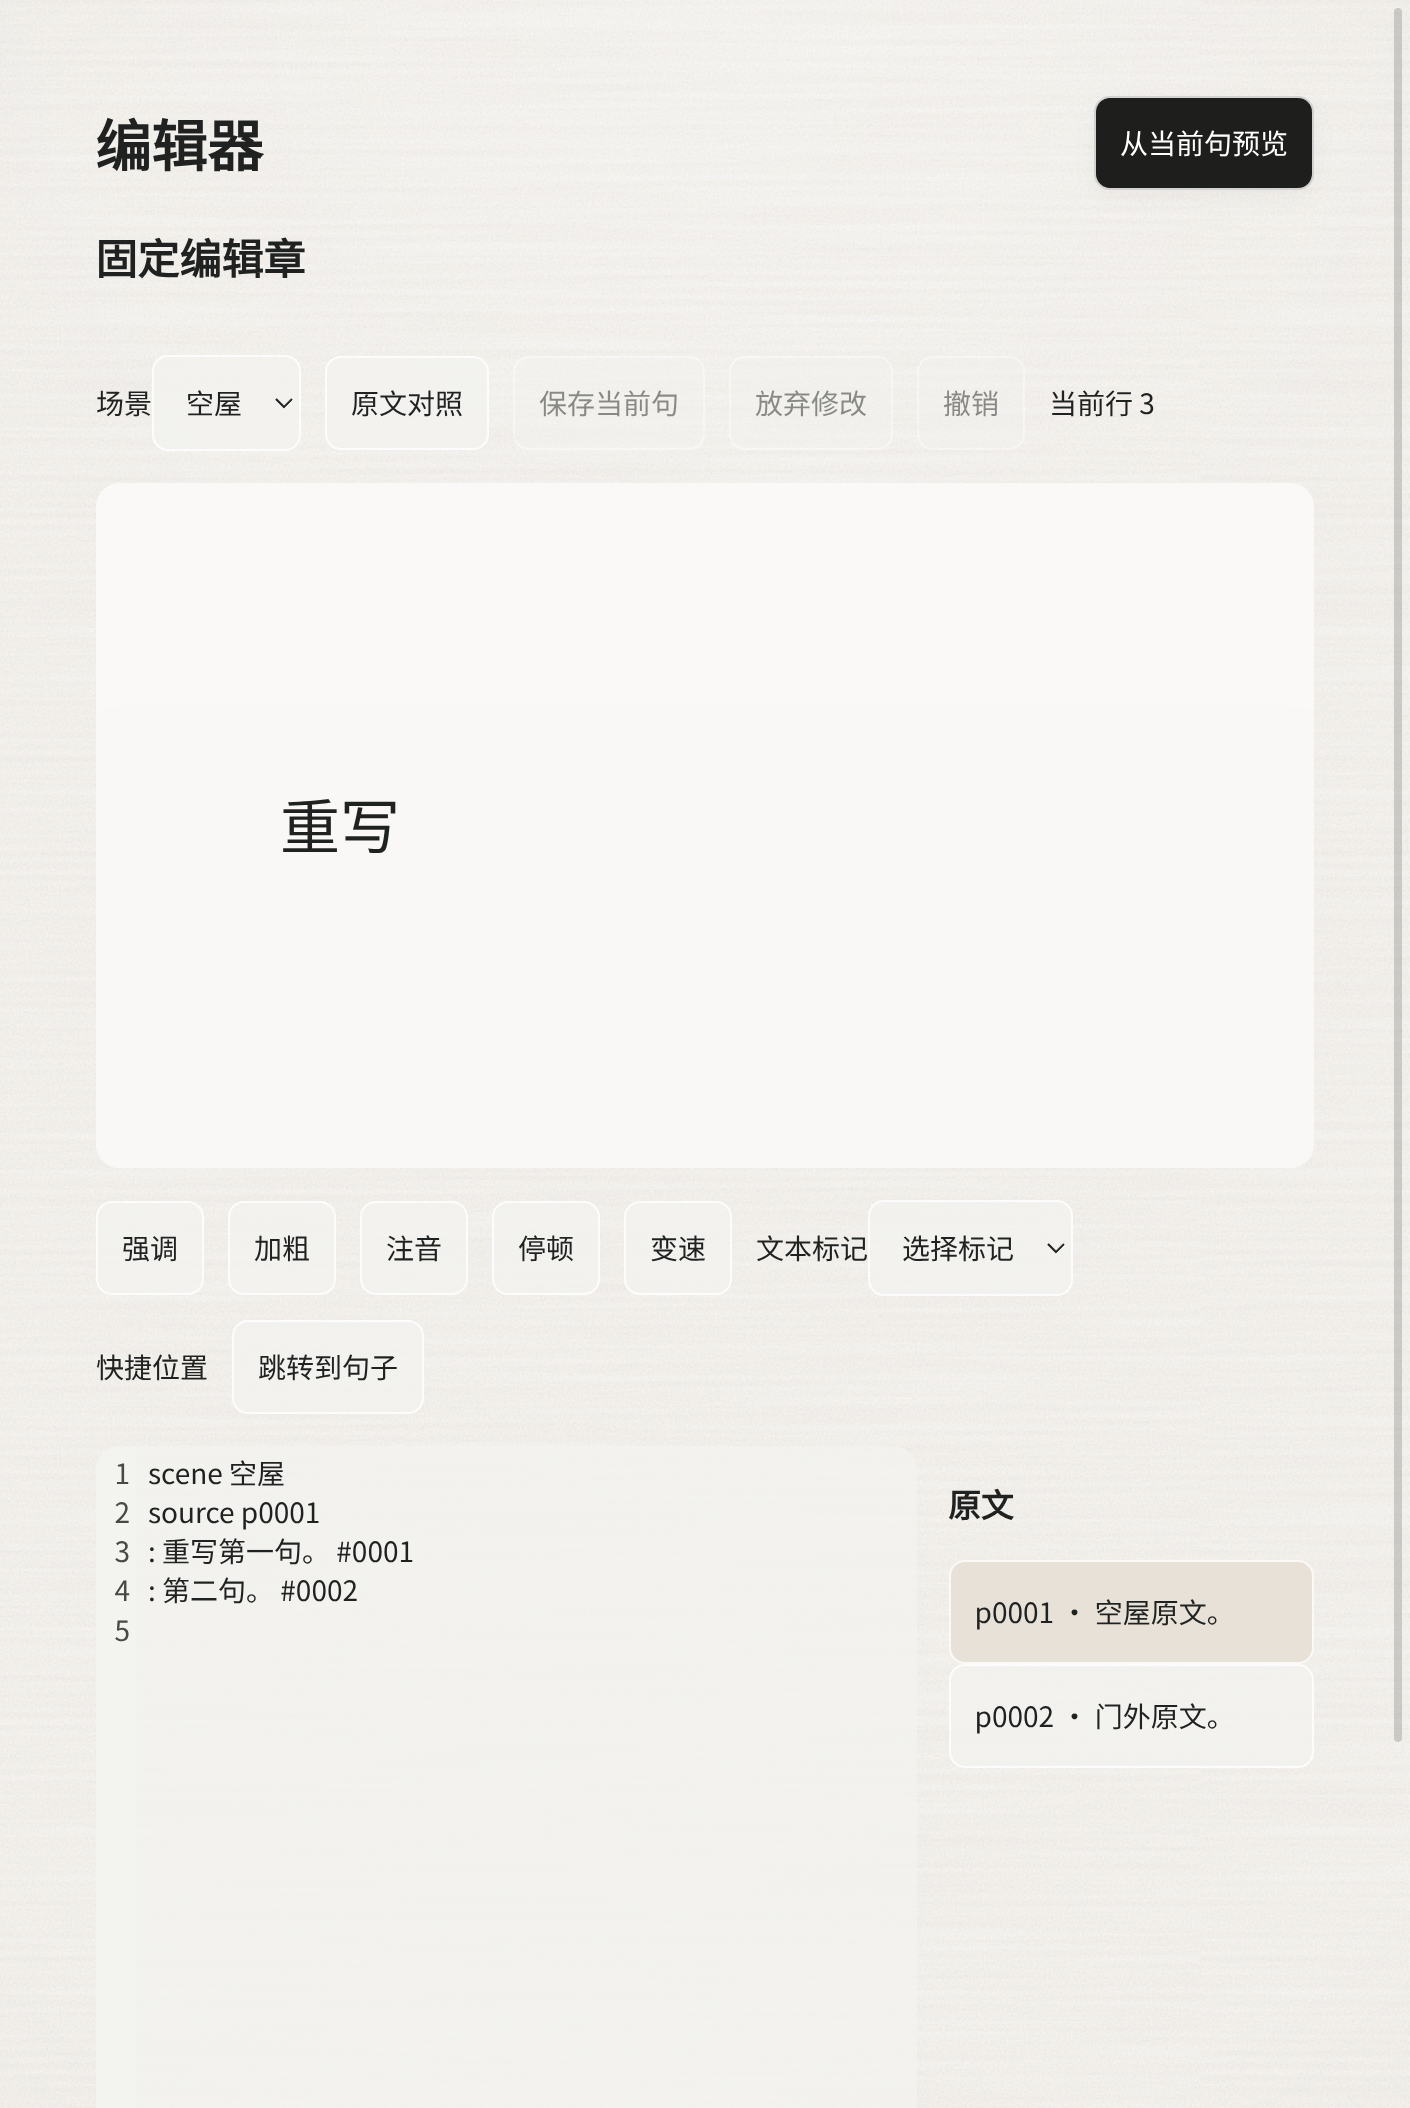 编辑器
从当前句预览
固定编辑章
场景 空屋 原文对照 保存当前句 放弃修改 撤销 当前行 3
重写
强调 加粗 注音 停顿 变速 文本标记 选择标记
快捷位置 跳转到句子
1 scene 空屋
2 source p0001
3 : 重写第一句。 #0001
4 : 第二句。 #0002
5
原文
p0001 · 空屋原文。
p0002 · 门外原文。